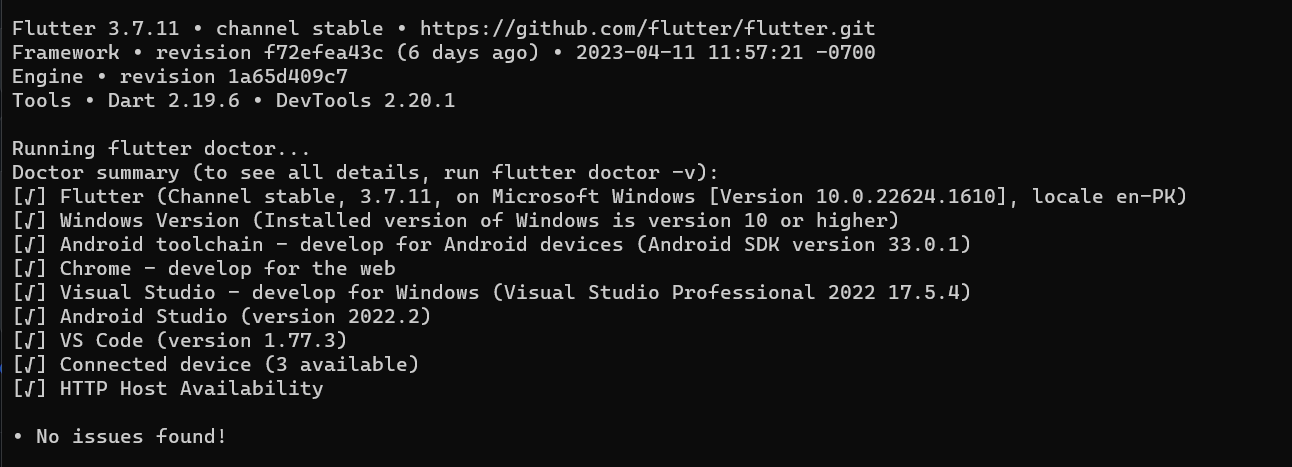 Flutter 3.7.11 • channel stable • https://github.com/flutter/flutter.git
Framework • revision f72efea43c (6 days ago) • 2023-04-11 11:57:21 -0700
Engine • revision 1a65d409c7
Tools • Dart 2.19.6 • DevTools 2.20.1
Running flutter doctor...
Doctor summary (to see all details, run flutter doctor -v):
[√] Flutter (Channel stable, 3.7.11, on Microsoft Windows [Version 10.0.22624.1610], locale en-PK)
[√] Windows Version (Installed version of Windows is version 10 or higher)
[√] Android toolchain - develop for Android devices (Android SDK version 33.0.1)
[√] Chrome - develop for the web
[√] Visual Studio - develop for Windows (Visual Studio Professional 2022 17.5.4)
[√] Android Studio (version 2022.2)
[√] VS Code (version 1.77.3)
[√] Connected device (3 available)
[√] HTTP Host Availability
• No issues found!